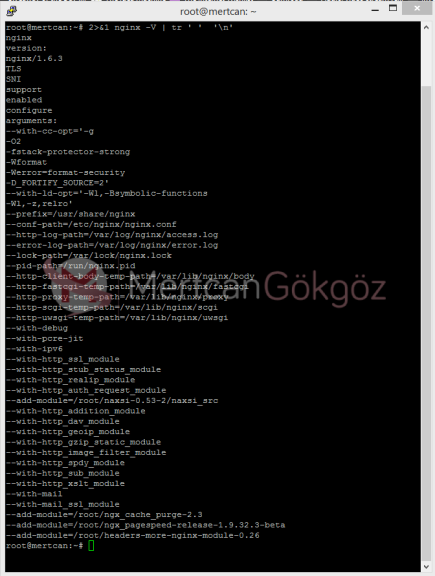 root@mertcan: ~
root@mertcan:~# 2>&1 nginx -V | tr ' ' '\n'
nginx
version:
nginx/1.6.3
TLS
SNI
support
enabled
configure
arguments:
--with-cc-opt='-g
-O2
-fstack-protector-strong
-Wformat
-Werror=format-security
-D_FORTIFY_SOURCE=2'
--with-ld-opt='-Wl,-Bsymbolic-functions
-Wl,-z,relro'
--prefix=/usr/share/nginx
--conf-path=/etc/nginx/nginx.conf
--http-log-path=/var/log/nginx/access.log
--error-log-path=/var/log/nginx/error.log
--lock-path=/var/lock/nginx.lock
--pid-path=/run/nginx.pid
--http-client-body-temp-path=/var/lib/nginx/body
--http-fastcgi-temp-path=/var/lib/nginx/fastcgi
--http-proxy-temp-path=/var/lib/nginx/proxy
--http-scgi-temp-path=/var/lib/nginx/scgi
--http-uwsgi-temp-path=/var/lib/nginx/uwsgi
MertcanGökgöz
--with-debug
--with-pcre-jit
--with-ipv6
--with-http_ssl_module
--with-http_stub_status_module
--with-http_realip_module
--with-http_auth_request_module
--add-module=/root/naxsi-0.53-2/naxsi_src
--with-http_addition_module
--with-http_dav_module
--with-http_geoip_module
--with-http_gzip_static_module
--with-http_image_filter_module
--with-http_spdy_module
--with-http_sub_module
--with-http_xslt_module
--with-mail
--with-mail_ssl_module
--add-module=/root/ngx_cache_purge-2.3
--add-module=/root/ngx_pagespeed-release-1.9.32.3-beta
--add-module=/root/headers-more-nginx-module-0.26
root@mertcan:~#